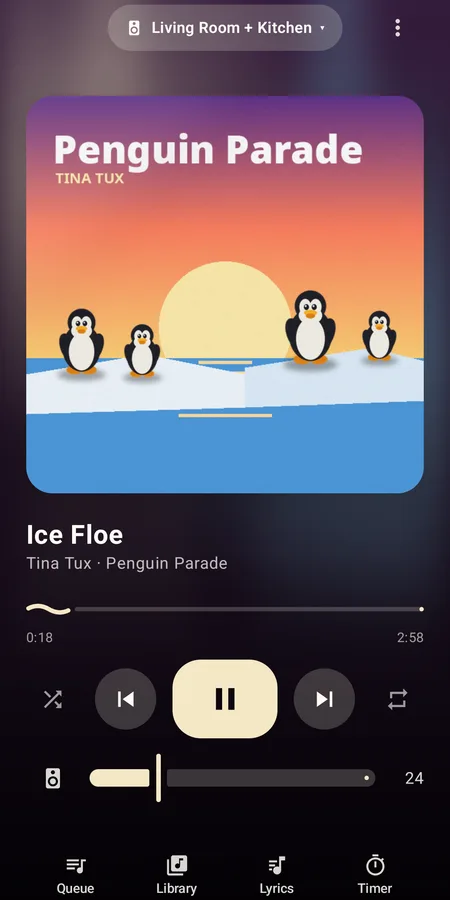 Living Room + Kitchen
Penguin Parade
TINA TUX
Ice Floe
Tina Tux · Penguin Parade
0:18 2:58
24
Queue Library Lyrics Timer